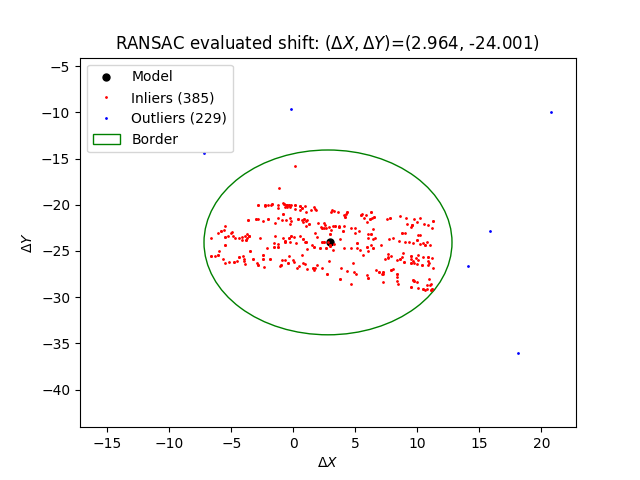 RANSAC evaluated shift: (ΔX, ΔY)=(2.964, -24.001)
Model
Inliers (385)
Outliers (229)
Border
ΔY
−5
−10
−15
−20
−25
−30
−35
−40
−15 −10 −5 0 5 10 15 20
ΔX